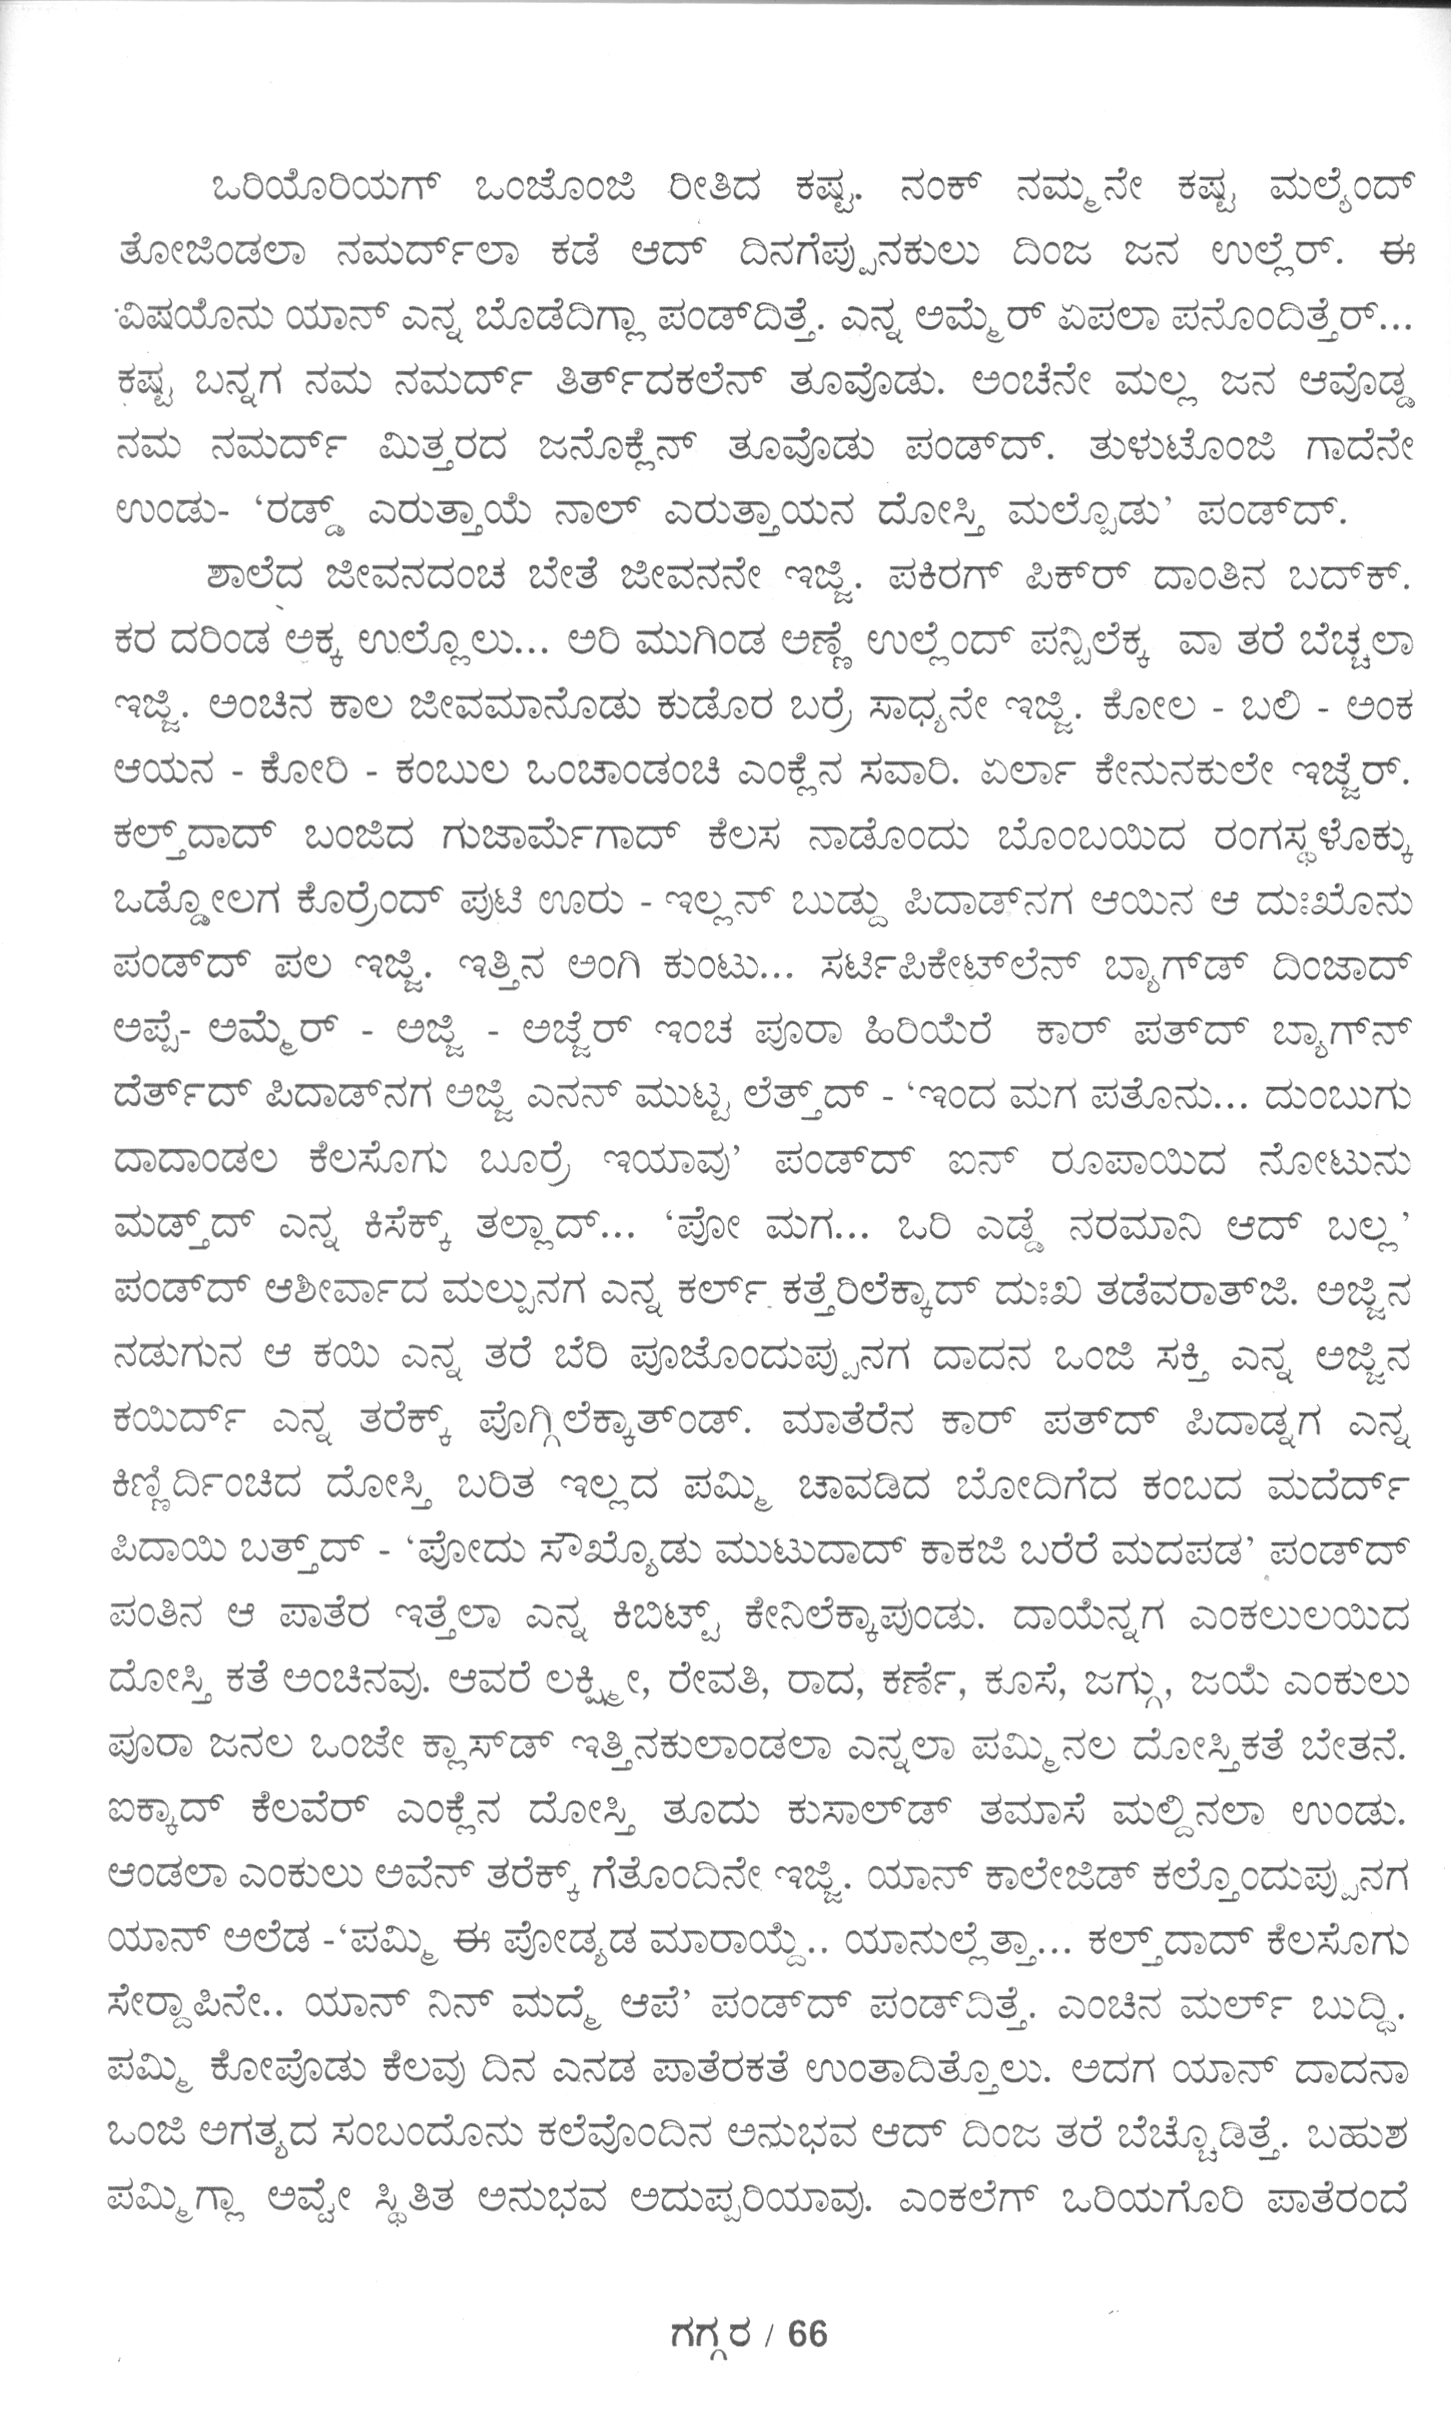 ಒರಿಯೊರಿಯಗ್ ಒಂಜೊಂಜಿ ರೀತಿದ ಕಷ್ಟ. ನಂಕ್ ನಮ್ಮನೇ ಕಷ್ಟ ಮಲ್ಯೆಂದ್
ತೋಜಿಂಡಲಾ ನಮರ್ದ್‌ಲಾ ಕಡೆ ಆದ್ ದಿನಗೆಪ್ಪುನಕುಲು ದಿಂಜ ಜನ ಉಲ್ಲೆರ್. ಈ
ವಿಷಯೊನು ಯಾನ್ ಎನ್ನ ಬೊಡೆದಿಗ್ಲಾ ಪಂಡ್‌ದಿತ್ತೆ. ಎನ್ನ ಅಮ್ಮೆರ್ ಏಪಲಾ ಪನೊಂದಿತ್ತೆರ್...
ಕಷ್ಟ ಬನ್ನಗ ನಮ ನಮರ್ದ್ ತಿರ್ತ್‌ದಕಲೆನ್ ತೂವೊಡು. ಅಂಚೆನೇ ಮಲ್ಲ ಜನ ಆವೊಡ್ಡ
ನಮ ನಮರ್ದ್ ಮಿತ್ತರದ ಜನೊಕ್ಲೆನ್ ತೂವೊಡು ಪಂಡ್‌ದ್. ತುಳುಟೊಂಜಿ ಗಾದೆನೇ
ಉಂಡು- ‘ರಡ್ಡ್ ಎರುತ್ತಾಯೆ ನಾಲ್ ಎರುತ್ತಾಯನ ದೋಸ್ತಿ ಮಲ್ಪೊಡು’ ಪಂಡ್‌ದ್.
ಶಾಲೆದ ಜೀವನದಂಚ ಬೇತೆ ಜೀವನನೇ ಇಜ್ಜಿ. ಪಕಿರಗ್ ಪಿಕ್‌ರ್ ದಾಂತಿನ ಬದ್‌ಕ್.
ಕರ ದರಿಂಡ ಅಕ್ಕ ಉಲ್ಲೊಲು... ಅರಿ ಮುಗಿಂಡ ಅಣ್ಣೆ ಉಲ್ಲೆಂದ್ ಪನ್ಪಿಲೆಕ್ಕ ವಾ ತರೆ ಬೆಚ್ಚಲಾ
ಇಜ್ಜಿ. ಅಂಚಿನ ಕಾಲ ಜೀವಮಾನೊಡು ಕುಡೊರ ಬರ್ರೆ ಸಾಧ್ಯನೇ ಇಜ್ಜಿ. ಕೋಲ - ಬಲಿ - ಅಂಕ
ಆಯನ - ಕೋರಿ - ಕಂಬುಲ ಒಂಚಾಂಡಂಚಿ ಎಂಕ್ಲೆನ ಸವಾರಿ. ಏರ್ಲಾ ಕೇನುನಕುಲೇ ಇಜ್ಜೆರ್.
ಕಲ್ತ್‌ದಾದ್ ಬಂಜಿದ ಗುಜಾರ್ಮೆಗಾದ್ ಕೆಲಸ ನಾಡೊಂದು ಬೊಂಬಯಿದ ರಂಗಸ್ಥಳೊಕ್ಕು
ಒಡ್ಡೋಲಗ ಕೊರ್ರೆಂದ್ ಪುಟಿ ಊರು - ಇಲ್ಲನ್ ಬುಡ್ದು ಪಿದಾಡ್‌ನಗ ಆಯಿನ ಆ ದುಃಖೊನು
ಪಂಡ್‌ದ್ ಪಲ ಇಜ್ಜಿ. ಇತ್ತಿನ ಅಂಗಿ ಕುಂಟು... ಸರ್ಟಿಪಿಕೇಟ್‌ಲೆನ್ ಬ್ಯಾಗ್‌ಡ್ ದಿಂಜಾದ್
ಅಪ್ಪೆ- ಅಮ್ಮೆರ್ - ಅಜ್ಜಿ - ಅಜ್ಜೆರ್ ಇಂಚ ಪೂರಾ ಹಿರಿಯೆರೆ ಕಾರ್ ಪತ್‌ದ್ ಬ್ಯಾಗ್‌ನ್
ದೆರ್ತ್‌ದ್ ಪಿದಾಡ್‌ನಗ ಅಜ್ಜಿ ಎನನ್ ಮುಟ್ಟ ಲೆತ್ತ್‌ದ್ - ‘ಇಂದ ಮಗ ಪತೊನು... ದುಂಬುಗು
ದಾದಾಂಡಲ ಕೆಲಸೊಗು ಬೂರ್ರೆ ಇಯಾವು’ ಪಂಡ್‌ದ್ ಐನ್ ರೂಪಾಯಿದ ನೋಟುನು
ಮಡ್ತ್‌ದ್ ಎನ್ನ ಕಿಸೆಕ್ಕ್ ತಲ್ಲಾದ್... ‘ಪೋ ಮಗ... ಒರಿ ಎಡ್ಡೆ ನರಮಾನಿ ಆದ್ ಬಲ್ಲ’
ಪಂಡ್‌ದ್ ಆಶೀರ್ವಾದ ಮಲ್ಪುನಗ ಎನ್ನ ಕರ್ಲ್ ಕತ್ತೆರಿಲೆಕ್ಕಾದ್ ದುಃಖ ತಡೆವರಾತ್‌ಜಿ. ಅಜ್ಜಿನ
ನಡುಗುನ ಆ ಕಯಿ ಎನ್ನ ತರೆ ಬೆರಿ ಪೂಜೊಂದುಪ್ಪುನಗ ದಾದನ ಒಂಜಿ ಸಕ್ತಿ ಎನ್ನ ಅಜ್ಜಿನ
ಕಯಿರ್ದ್ ಎನ್ನ ತರೆಕ್ಕ್ ಪೊಗ್ಗಿಲೆಕ್ಕಾತ್‌ಂಡ್. ಮಾತೆರೆನ ಕಾರ್ ಪತ್‌ದ್ ಪಿದಾಡ್ನಗ ಎನ್ನ
ಕಿಣ್ಣಿರ್ದಿಂಚಿದ ದೋಸ್ತಿ ಬರಿತ ಇಲ್ಲದ ಪಮ್ಮಿ ಚಾವಡಿದ ಬೋದಿಗೆದ ಕಂಬದ ಮದೆರ್ದ್
ಪಿದಾಯಿ ಬತ್ತ್‌ದ್ - ‘ಪೋದು ಸೌಖ್ಯೊಡು ಮುಟುದಾದ್ ಕಾಕಜಿ ಬರೆರೆ ಮದಪಡ’ ಪಂಡ್‌ದ್
ಪಂತಿನ ಆ ಪಾತೆರ ಇತ್ತೆಲಾ ಎನ್ನ ಕಿಬಿಟ್ಟ್ ಕೇನಿಲೆಕ್ಕಾಪುಂಡು. ದಾಯೆನ್ನಗ ಎಂಕಲುಲಯಿದ
ದೋಸ್ತಿ ಕತೆ ಅಂಚಿನವು. ಆವರೆ ಲಕ್ಷ್ಮೀ, ರೇವತಿ, ರಾದ, ಕರ್ಣೆ, ಕೂಸೆ, ಜಗ್ಗು, ಜಯೆ ಎಂಕುಲು
ಪೂರಾ ಜನಲ ಒಂಜೇ ಕ್ಲಾಸ್‌ಡ್ ಇತ್ತಿನಕುಲಾಂಡಲಾ ಎನ್ನಲಾ ಪಮ್ಮಿನಲ ದೋಸ್ತಿಕತೆ ಬೇತನೆ.
ಐಕ್ಕಾದ್ ಕೆಲವೆರ್ ಎಂಕ್ಲೆನ ದೋಸ್ತಿ ತೂದು ಕುಸಾಲ್‌ಡ್ ತಮಾಸೆ ಮಲ್ದಿನಲಾ ಉಂಡು.
ಆಂಡಲಾ ಎಂಕುಲು ಅವೆನ್ ತರೆಕ್ಕ್ ಗೆತೊಂದಿನೇ ಇಜ್ಜಿ. ಯಾನ್ ಕಾಲೇಜಿಡ್ ಕಲ್ತೊಂದುಪ್ಪುನಗ
ಯಾನ್ ಅಲೆಡ -‘ಪಮ್ಮಿ ಈ ಪೋಡ್ಯಡ ಮಾರಾಯ್ದೆ.. ಯಾನುಲ್ಲೆತ್ತಾ... ಕಲ್ತ್‌ದಾದ್ ಕೆಲಸೊಗು
ಸೇರ್‍ದಾಪಿನೇ.. ಯಾನ್ ನಿನ್ ಮದ್ಮೆ ಆಪೆ’ ಪಂಡ್‌ದ್ ಪಂಡ್‌ದಿತ್ತೆ. ಎಂಚಿನ ಮರ್ಲ್ ಬುದ್ಧಿ.
ಪಮ್ಮಿ ಕೋಪೊಡು ಕೆಲವು ದಿನ ಎನಡ ಪಾತೆರಕತೆ ಉಂತಾದಿತ್ತೊಲು. ಅದಗ ಯಾನ್ ದಾದನಾ
ಒಂಜಿ ಅಗತ್ಯದ ಸಂಬಂದೊನು ಕಲೆವೊಂದಿನ ಅನುಭವ ಆದ್ ದಿಂಜ ತರೆ ಬೆಚ್ಚೊಡಿತ್ತೆ. ಬಹುಶ
ಪಮ್ಮಿಗ್ಲಾ ಅವ್ವೇ ಸ್ಥಿತಿತ ಅನುಭವ ಅದುಪ್ಪರಿಯಾವು. ಎಂಕಲೆಗ್ ಒರಿಯಗೊರಿ ಪಾತೆರಂದೆ
ಗಗ್ಗರ / 66